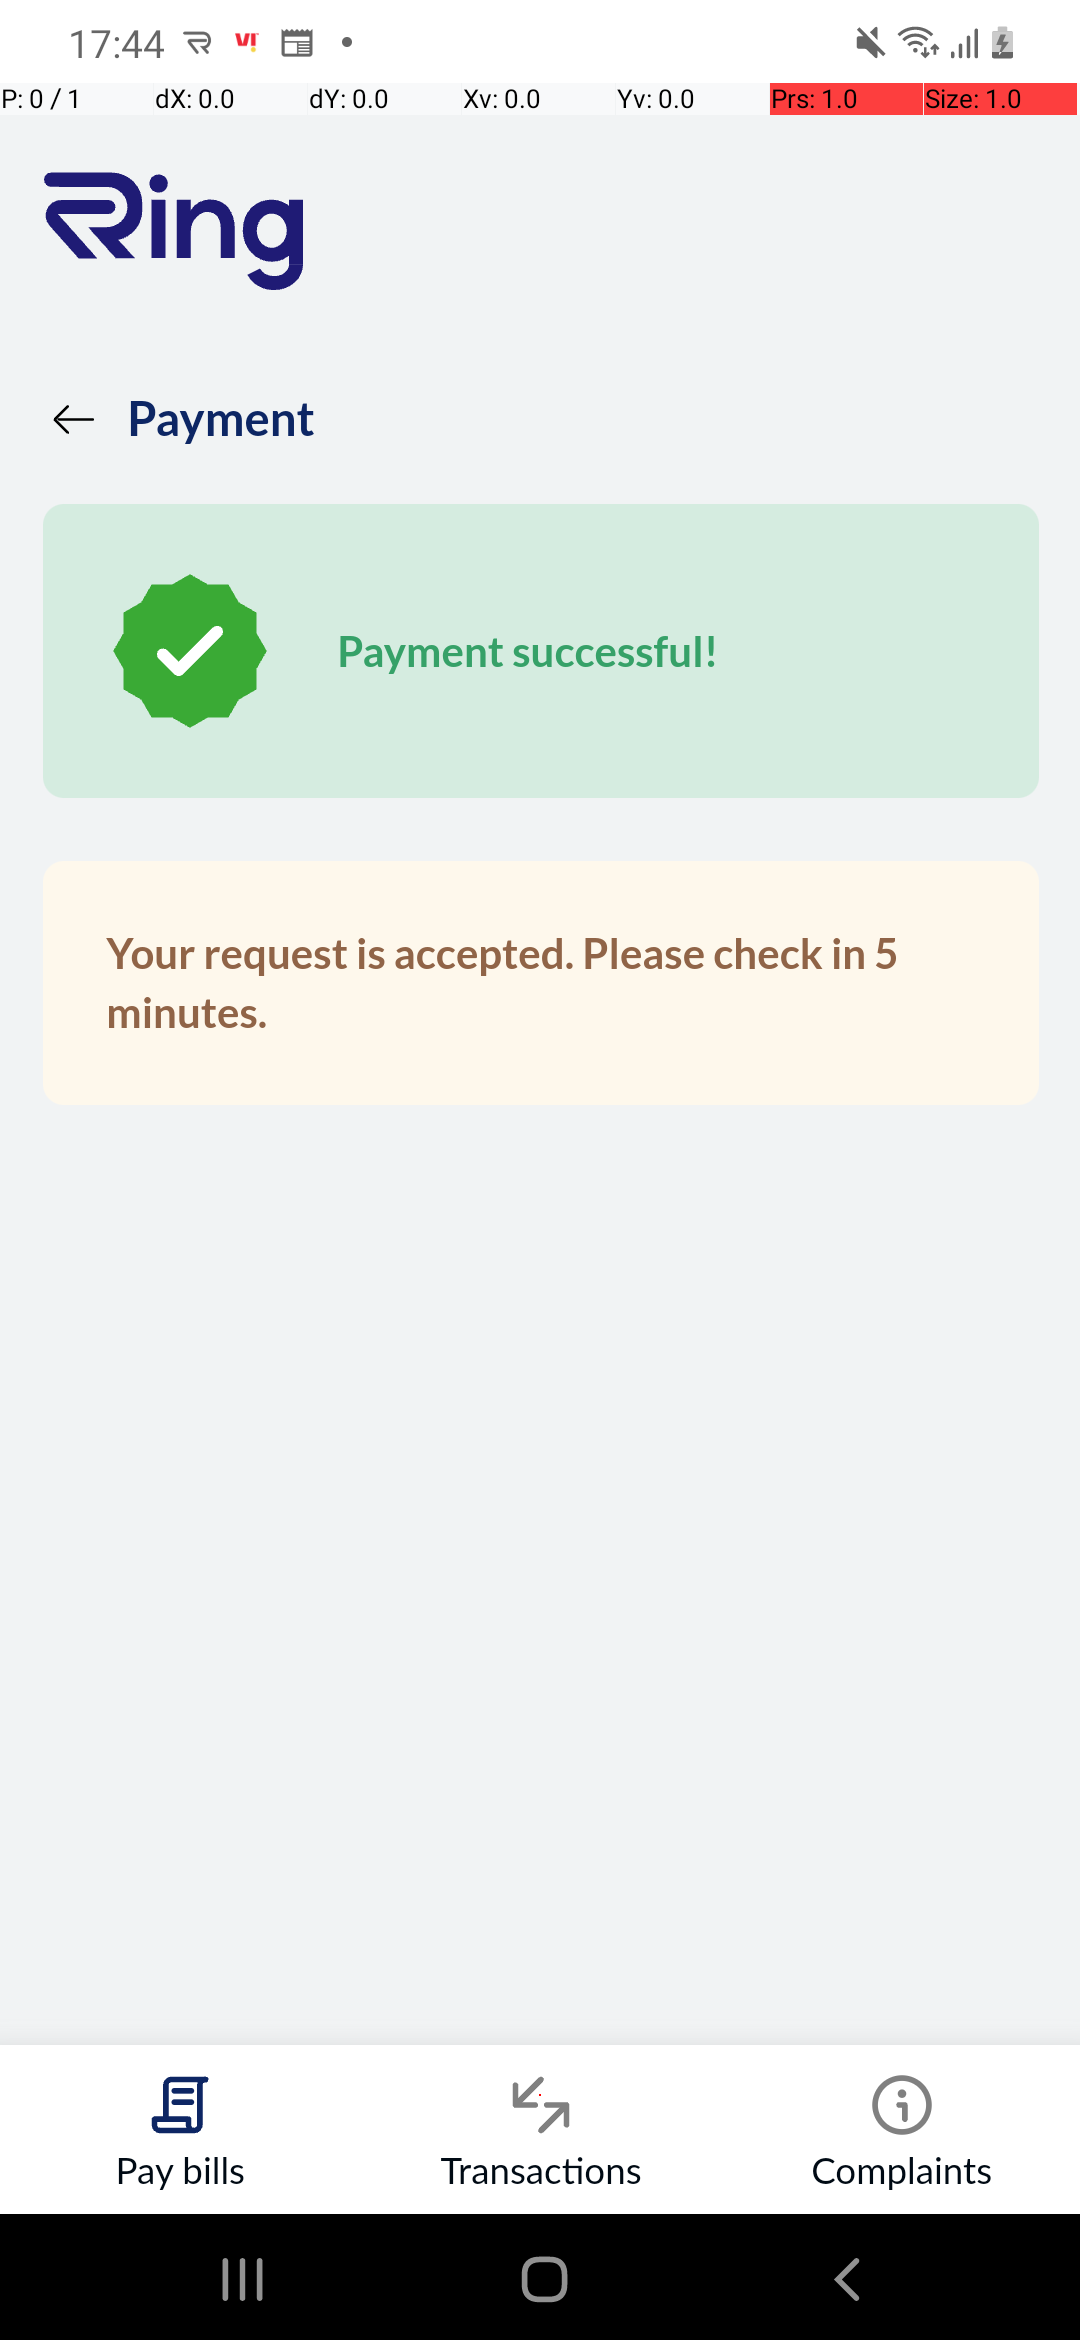 17:44
P: 0 / 1 dX: 0.0 dY: 0.0 Xv: 0.0 Yv: 0.0 Prs: 1.0 Size: 1.0
Ring
Payment
Payment successful!
Your request is accepted. Please check in 5
minutes.
Pay bills Transactions Complaints